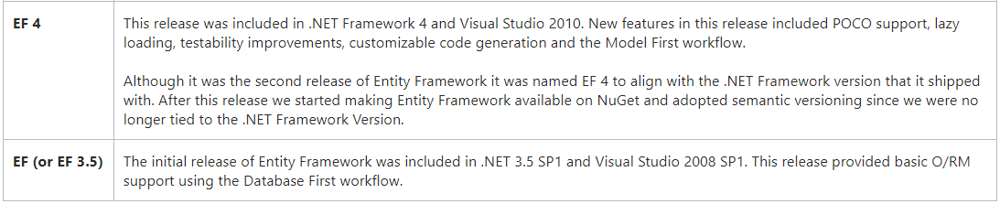 EF 4
This release was included in .NET Framework 4 and Visual Studio 2010. New features in this release included POCO support, lazy
loading, testability improvements, customizable code generation and the Model First workflow.
Although it was the second release of Entity Framework it was named EF 4 to align with the .NET Framework version that it shipped
with. After this release we started making Entity Framework available on NuGet and adopted semantic versioning since we were no
longer tied to the .NET Framework Version.
EF (or EF 3.5)
The initial release of Entity Framework was included in .NET 3.5 SP1 and Visual Studio 2008 SP1. This release provided basic O/RM
support using the Database First workflow.